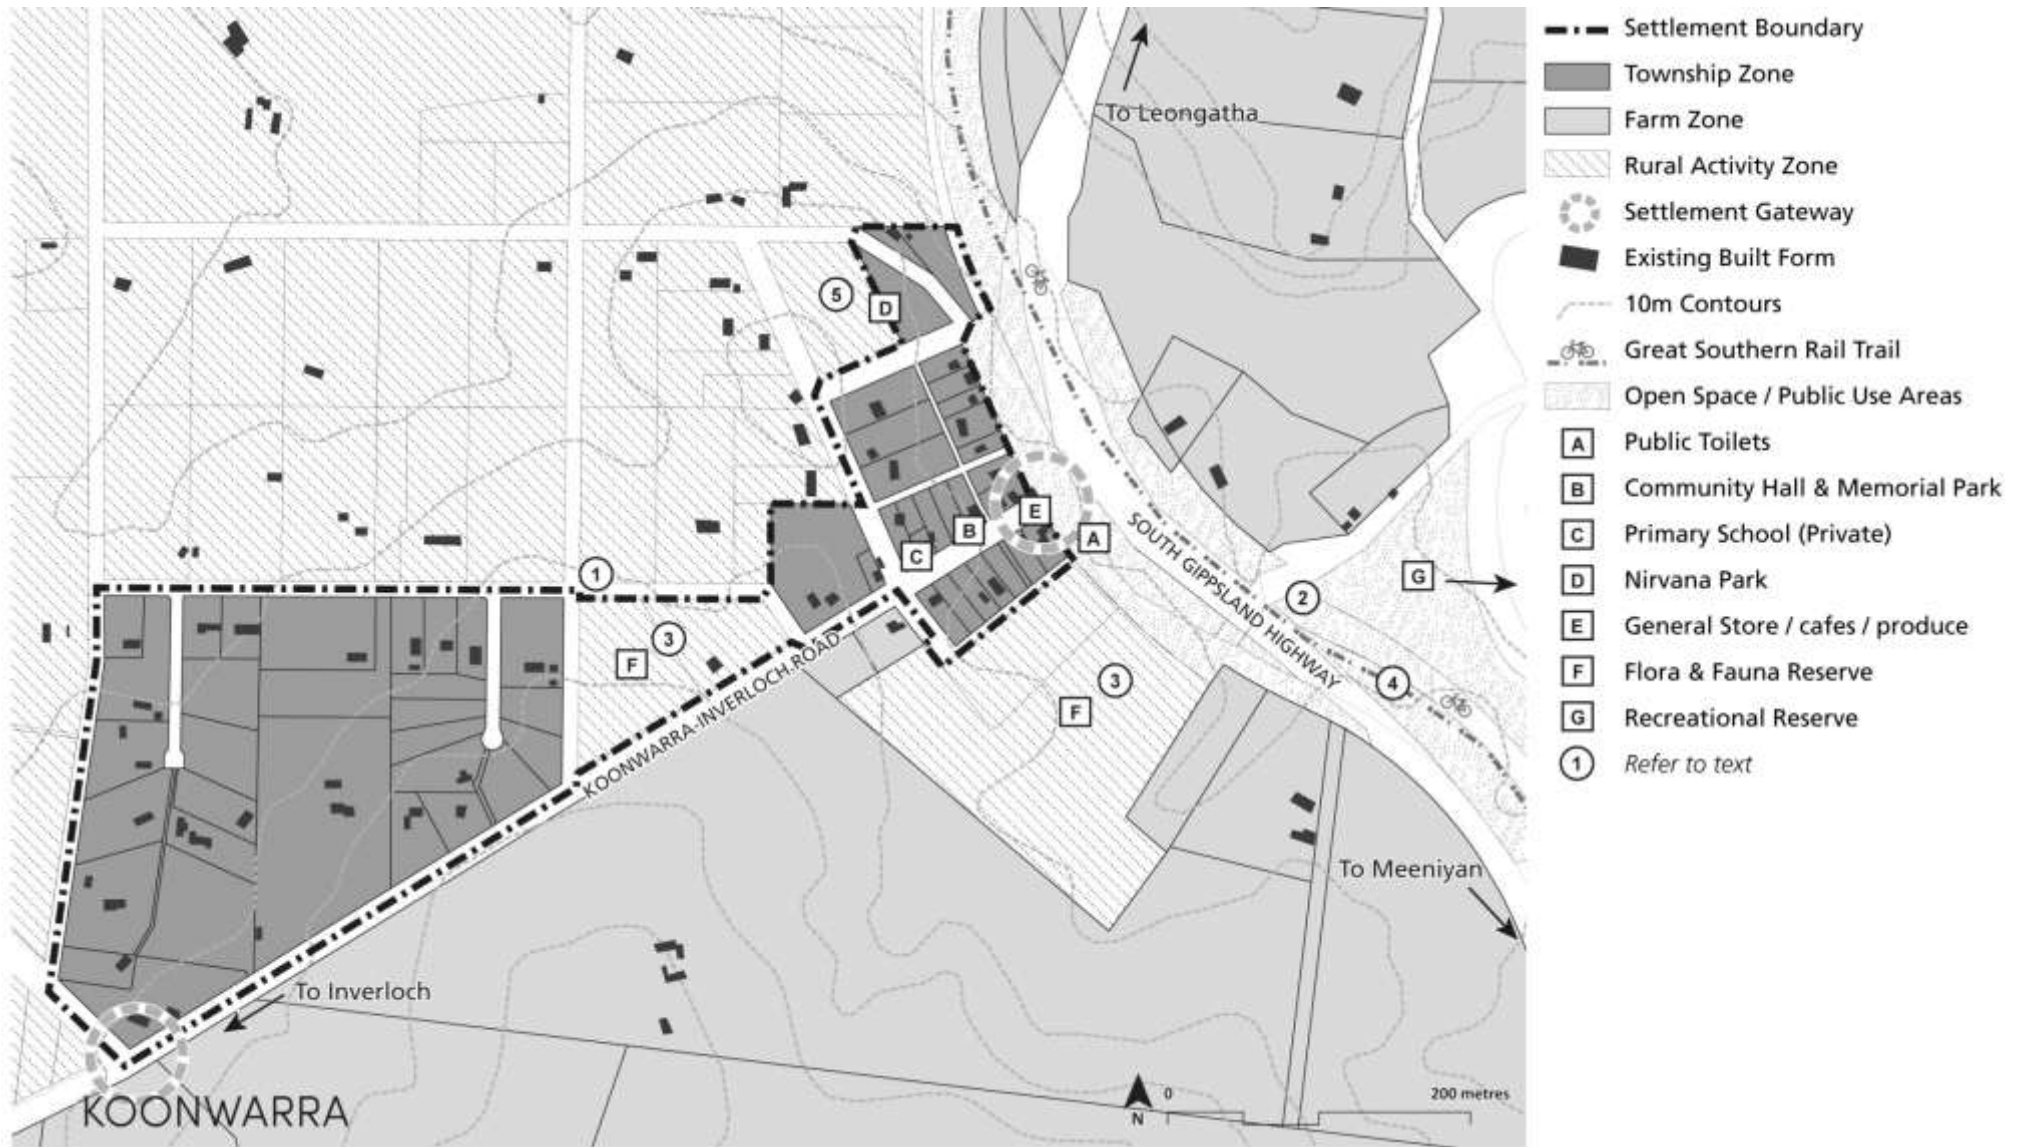 To Leongatha
5
D
E
B
A
C
SOUTH GIPPSLAND HIGHWAY
G
1
2
3
F
KOONWARRA-INVERLOCH ROAD
3
F
4
To Meeniyan
To Inverloch
KOONWARRA
N
0
200 metres
Settlement Boundary
Township Zone
Farm Zone
Rural Activity Zone
Settlement Gateway
Existing Built Form
10m Contours
Great Southern Rail Trail
Open Space / Public Use Areas
A Public Toilets
B Community Hall & Memorial Park
C Primary School (Private)
D Nirvana Park
E General Store / cafes / produce
F Flora & Fauna Reserve
G Recreational Reserve
1 Refer to text